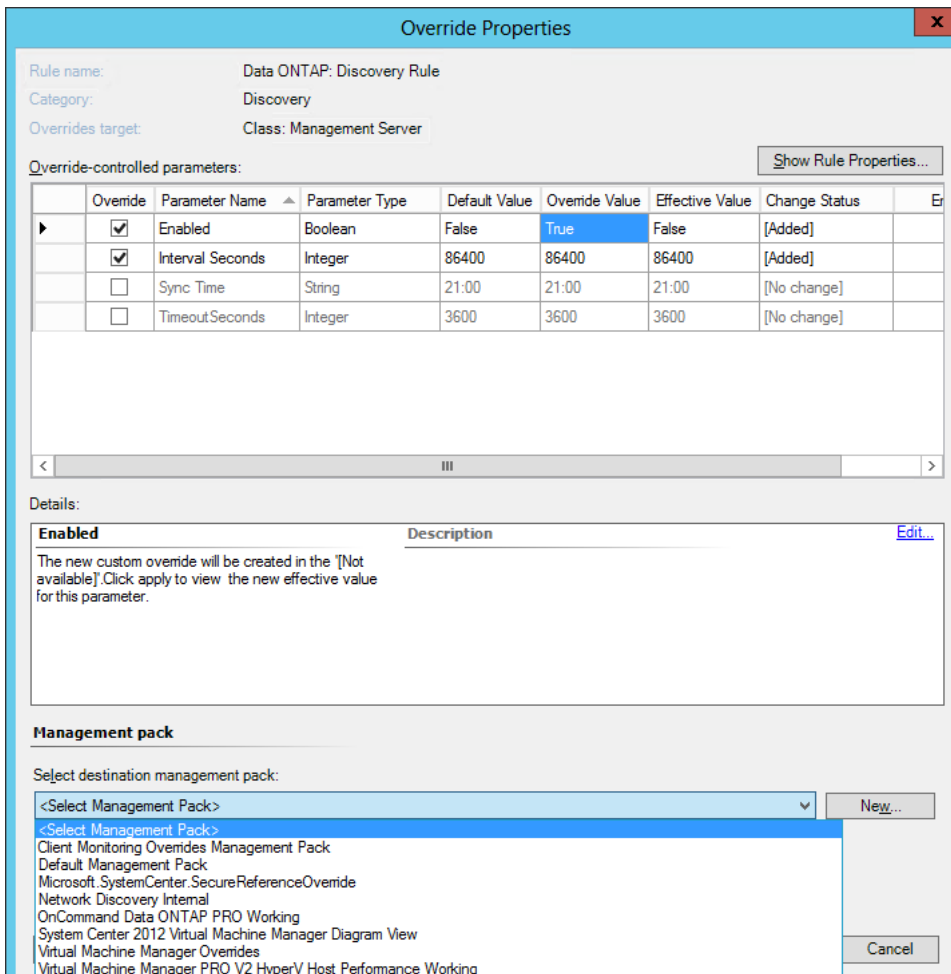 Override Properties
x
Rule name: Data ONTAP: Discovery Rule
Category: Discovery
Overrides target: Class: Management Server
Override-controlled parameters:
Show Rule Properties...
Override Parameter Name Parameter Type Default Value Override Value Effective Value Change Status En
Enabled Boolean False True False [Added]
Interval Seconds Integer 86400 86400 86400 [Added]
Sync Time String 21:00 21:00 21:00 [No change]
TimeoutSeconds Integer 3600 3600 3600 [No change]
Details:
Enabled Description Edit...
The new custom override will be created in the '[Not
available]'.Click apply to view the new effective value
for this parameter.
Management pack
Select destination management pack:
<Select Management Pack> New...
<Select Management Pack>
Client Monitoring Overrides Management Pack
Default Management Pack
Microsoft.SystemCenter.SecureReferenceOverride
Network Discovery Internal
OnCommand Data ONTAP PRO Working
System Center 2012 Virtual Machine Manager Diagram View
Virtual Machine Manager Overrides
Cancel
Virtual Machine Manager PRO V2 HyperV Host Performance Working